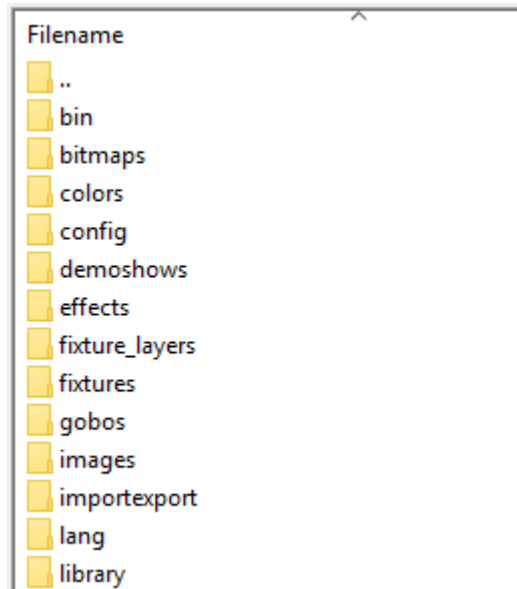 Filename
..
bin
bitmaps
colors
config
demoshows
effects
fixture_layers
fixtures
gobos
images
importexport
lang
library